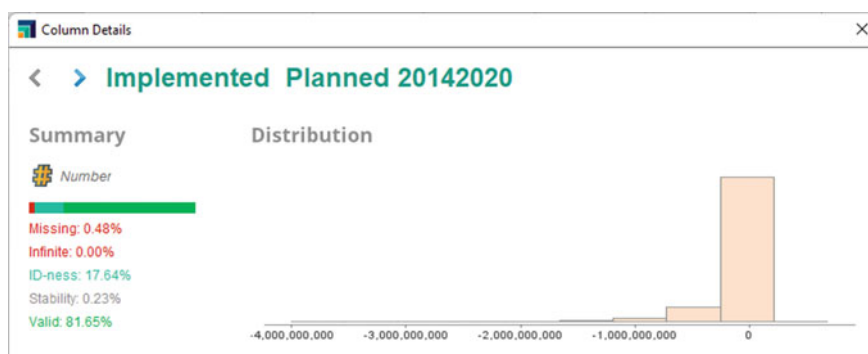 Column Details
Implemented Planned 20142020
Summary
Distribution
Number
Missing: 0.48%
Infinite: 0.00%
ID-ness: 17.64%
Stability: 0.23%
Valid: 81.65%
-4,000,000,000 -3,000,000,000 -2,000,000,000 -1,000,000,000 0